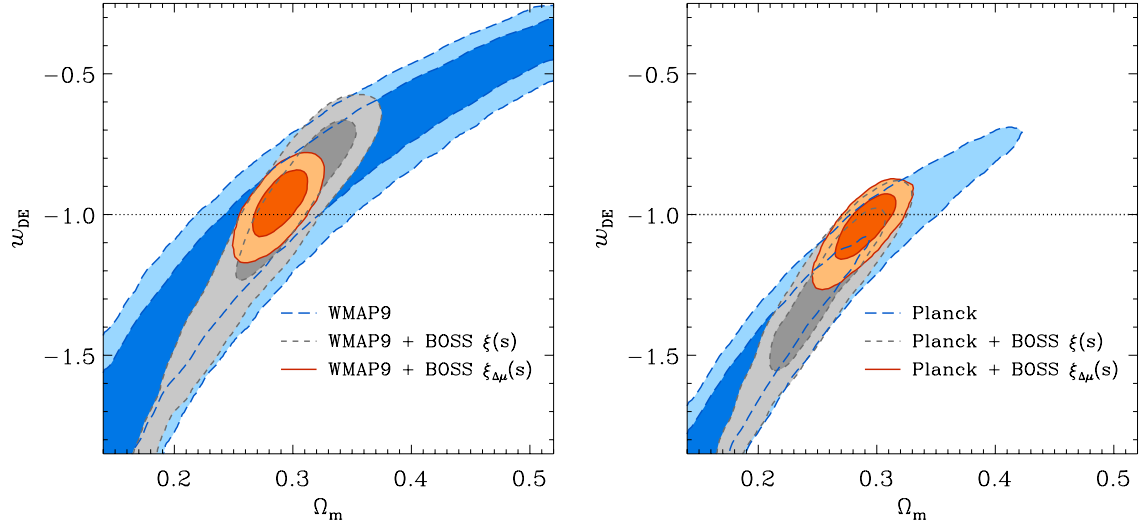 −0.5
−1.0
−1.5
w_DE
0.2 0.3 0.4 0.5
Ω_m
WMAP9
WMAP9 + BOSS ξ(s)
WMAP9 + BOSS ξ_Δμ(s)
−0.5
−1.0
−1.5
w_DE
0.2 0.3 0.4 0.5
Ω_m
Planck
Planck + BOSS ξ(s)
Planck + BOSS ξ_Δμ(s)